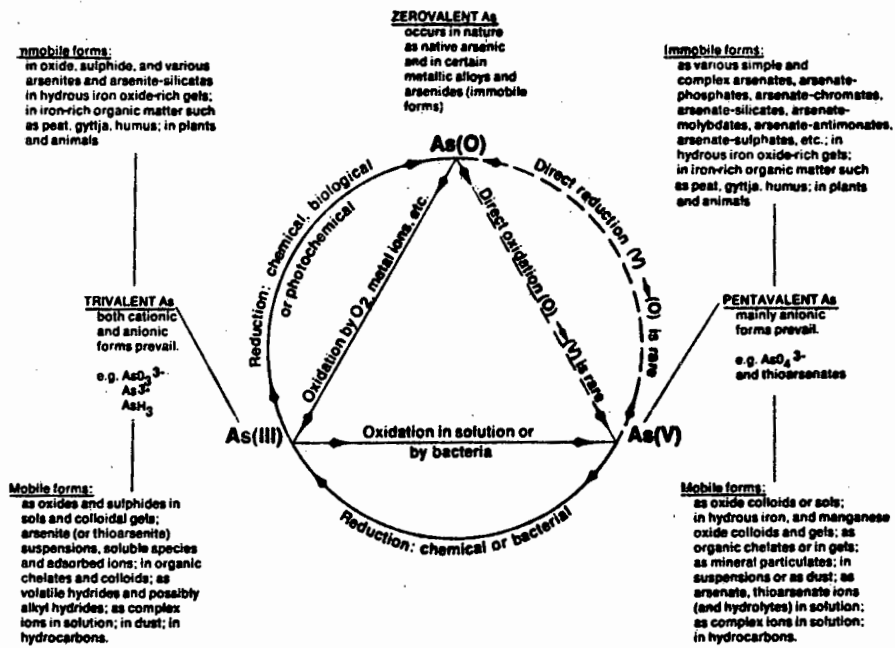 ZEROVALENT As
occurs in nature
as native arsenic
and in certain
metallic alloys and
arsenides (immobile
forms)
nmobile forms:
in oxide, sulphide, and various
arsenites and arsenite-silicates
in hydrous iron oxide-rich gels;
in iron-rich organic matter such
as peat, gyttja, humus; in plants
and animals
Immobile forms:
as various simple and
complex arsenates, arsenate-
phosphates, arsenate-chromates,
arsenate-silicates, arsenate-
molybdates, arsenate-antimonates,
arsenate-sulphates, etc.; in
hydrous iron oxide-rich gels;
in iron-rich organic matter such
as peat, gyttja, humus; in plants
and animals
As(O)
Reduction: chemical, biological
or photochemical
Oxidation by O2, metal ions, etc.
Direct oxidation (O) → (V) is rare
Direct reduction (V) → (O) is rare
TRIVALENT As
both cationic
and anionic
forms prevail.
e.g. AsO3 3-
AsH3
PENTAVALENT As
mainly anionic
forms prevail.
e.g. AsO4 3-
and thioarsenates
As(III)
Oxidation in solution or
by bacteria
As(V)
Reduction: chemical or bacterial
Mobile forms:
as oxides and sulphides in
sols and colloidal gels;
arsenite (or thioarsenite)
suspensions, soluble species
and adsorbed ions; in organic
chelates and colloids; as
volatile hydrides and possibly
alkyl hydrides; as complex
ions in solution; in dust; in
hydrocarbons.
Mobile forms:
as oxide colloids or sols;
in hydrous iron, and manganese
oxide colloids and gels; as
organic chelates or in gels;
as mineral particulates; in
suspensions or as dust; as
arsenate, thioarsenate ions
(and hydrolytes) in solution;
as complex ions in solution;
in hydrocarbons.